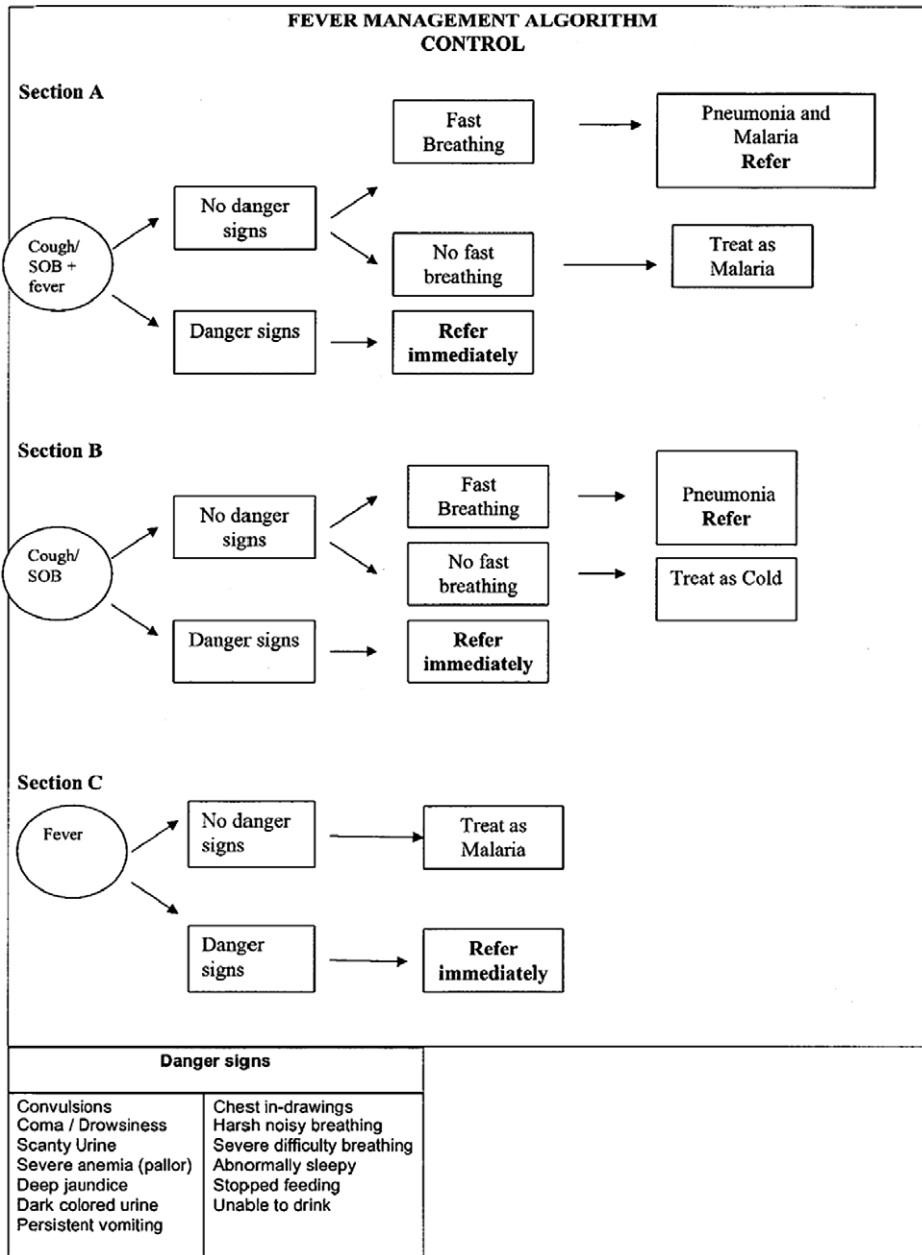 FEVER MANAGEMENT ALGORITHM
CONTROL
Section A
Cough/
SOB +
fever
No danger
signs
Danger signs
Fast
Breathing
No fast
breathing
Refer
immediately
Pneumonia and
Malaria
Refer
Treat as
Malaria
Section B
Cough/
SOB
No danger
signs
Danger signs
Fast
Breathing
No fast
breathing
Refer
immediately
Pneumonia
Refer
Treat as Cold
Section C
Fever
No danger
signs
Danger
signs
Treat as
Malaria
Refer
immediately
Danger signs
Convulsions
Coma / Drowsiness
Scanty Urine
Severe anemia (pallor)
Deep jaundice
Dark colored urine
Persistent vomiting
Chest in-drawings
Harsh noisy breathing
Severe difficulty breathing
Abnormally sleepy
Stopped feeding
Unable to drink